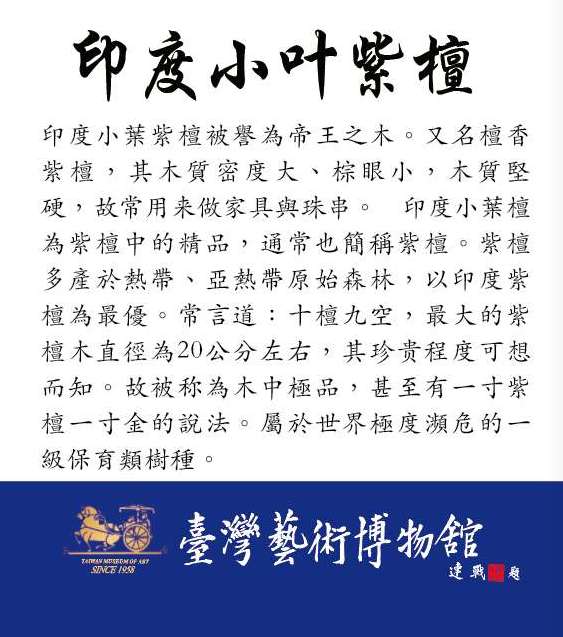 印度小叶紫檀
印度小葉紫檀被譽為帝王之木。又名檀香
紫檀，其木質密度大、棕眼小，木質堅
硬，故常用来做家具與珠串。　印度小葉檀
為紫檀中的精品，通常也簡稱紫檀。紫檀
多產於熱帶、亞熱帶原始森林，以印度紫
檀為最優。常言道：十檀九空，最大的紫
檀木直徑為20公分左右，其珍贵程度可想
而知。故被称為木中極品，甚至有一寸紫
檀一寸金的說法。屬於世界極度瀕危的一
級保育類樹種。
臺灣藝術博物舘
TAIWAN MUSEUM OF ART
SINCE 1958
連戰 題